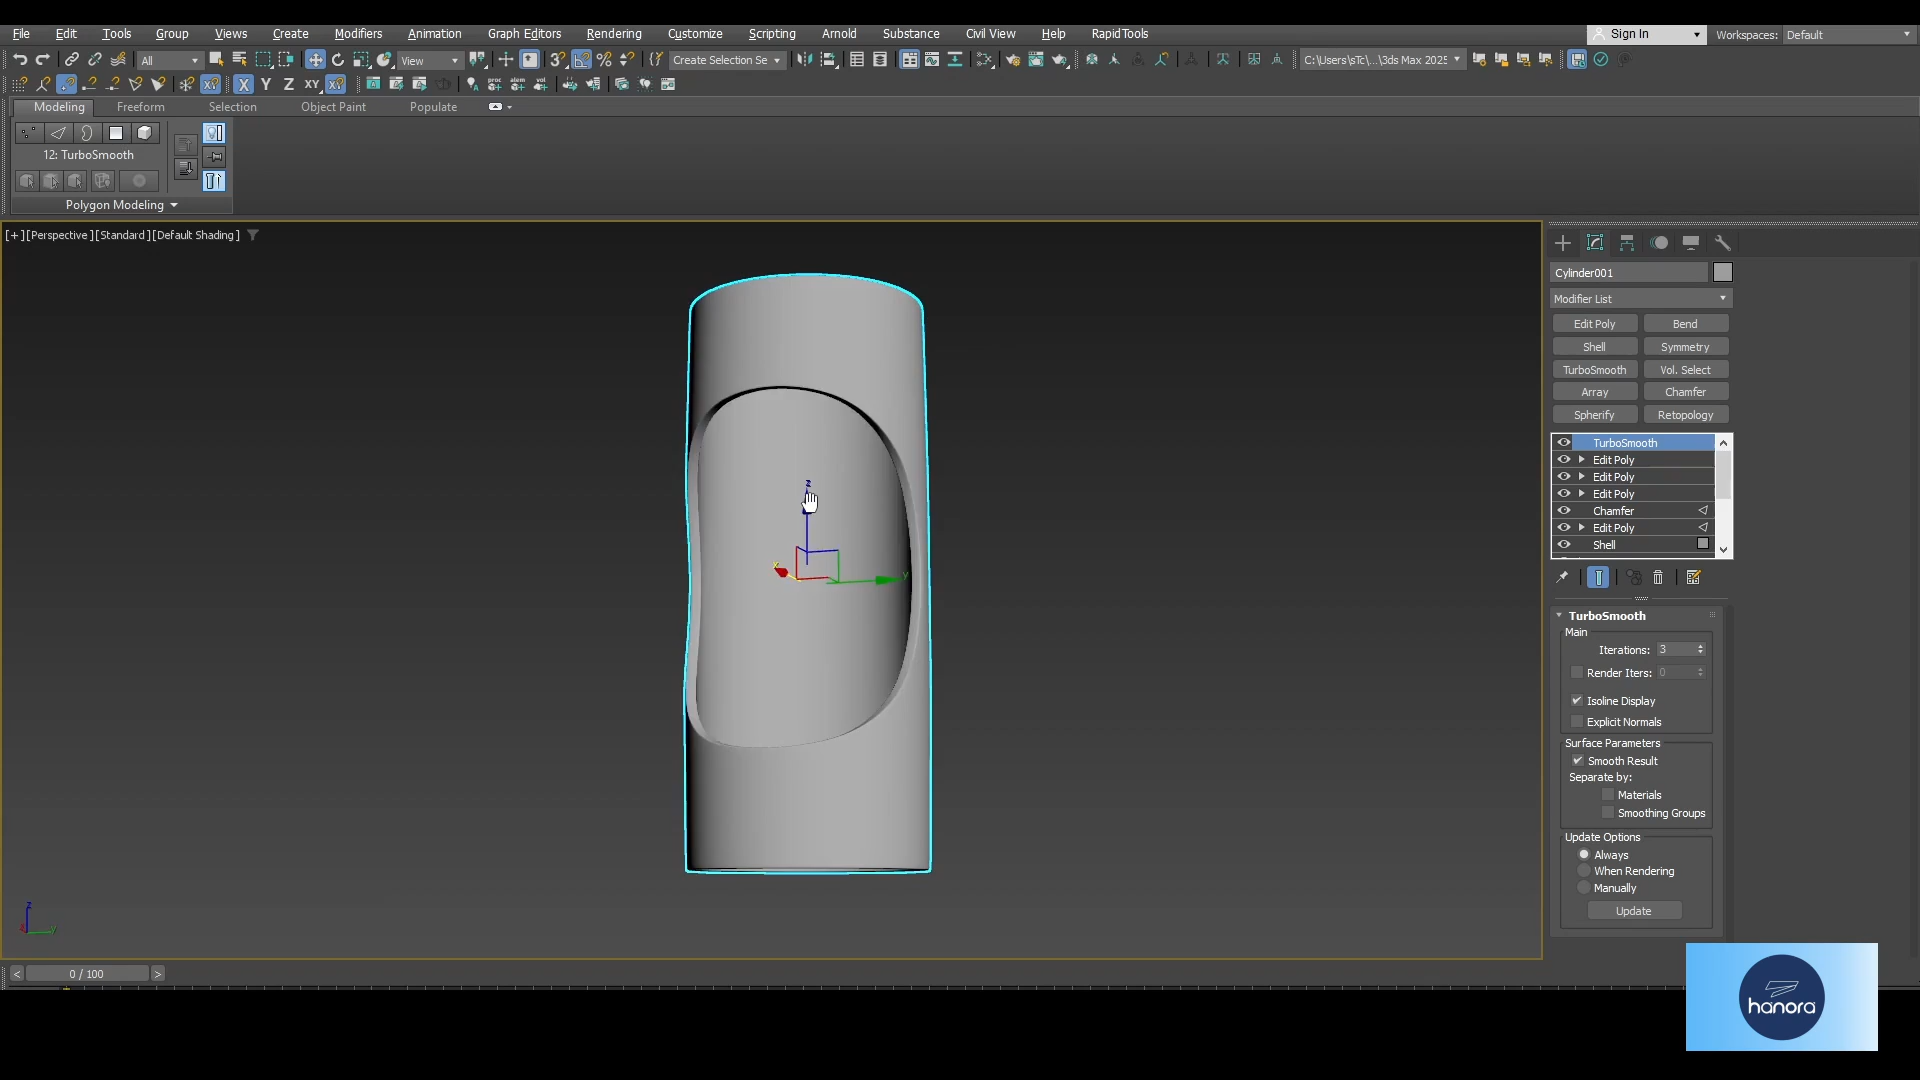 File Edit Tools Group Views Create Modifiers Animation Graph Editors Rendering Customize Scripting Arnold Substance Civil View Help RapidTools
Sign In
Workspaces: Default
All
View
Create Selection Se
C:\Users\sTc\...\3ds Max 2025
X Y Z XY
Modeling Freeform Selection Object Paint Populate
12: TurboSmooth
Polygon Modeling
[+][Perspective][Standard][Default Shading]
Cylinder001
Modifier List
Edit Poly Bend
Shell Symmetry
TurboSmooth Vol. Select
Array Chamfer
Spherify Retopology
TurboSmooth
Edit Poly
Edit Poly
Edit Poly
Chamfer
Edit Poly
Shell
TurboSmooth
Main
Iterations: 3
Render Iters: 0
Isoline Display
Explicit Normals
Surface Parameters
Smooth Result
Separate by:
Materials
Smoothing Groups
Update Options
Always
When Rendering
Manually
Update
z
x
y
z
y
< 0 / 100 >
hanora